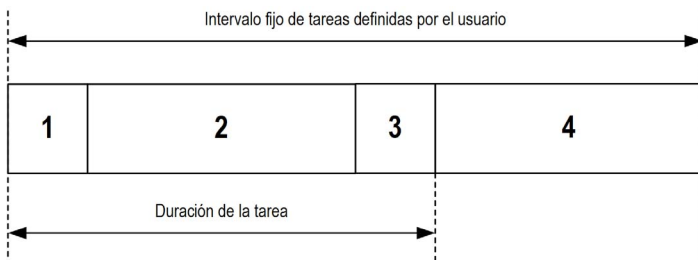 Intervalo fijo de tareas definidas por el usuario
1 2 3 4
Duración de la tarea